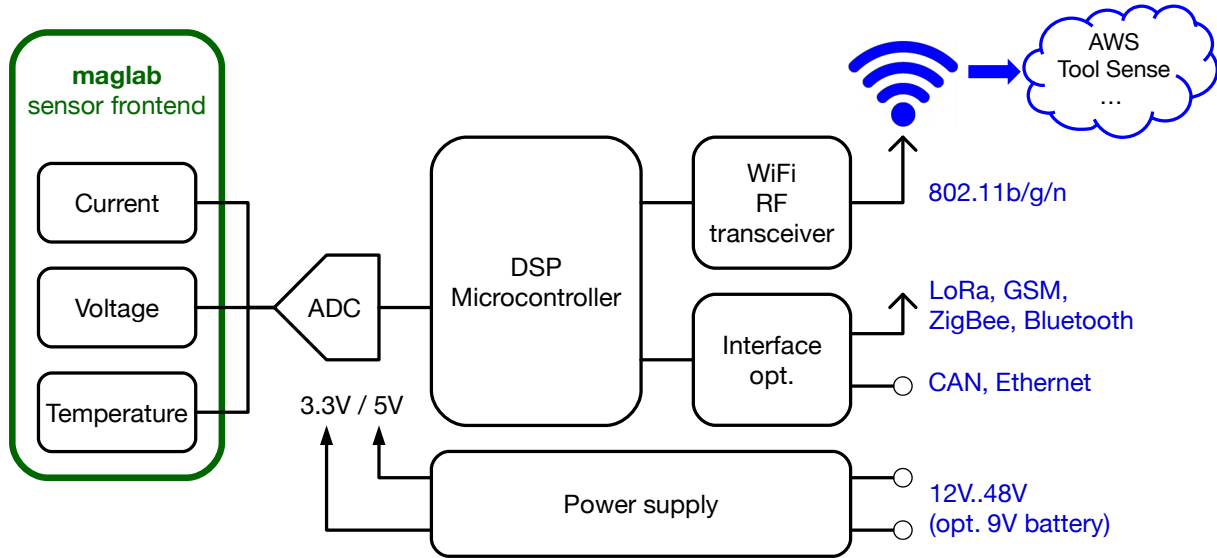 maglab
sensor frontend
Current
Voltage
Temperature
ADC
3.3V / 5V
DSP
Microcontroller
WiFi
RF
transceiver
Interface
opt.
Power supply
AWS
Tool Sense
...
802.11b/g/n
LoRa, GSM,
ZigBee, Bluetooth
CAN, Ethernet
12V..48V
(opt. 9V battery)